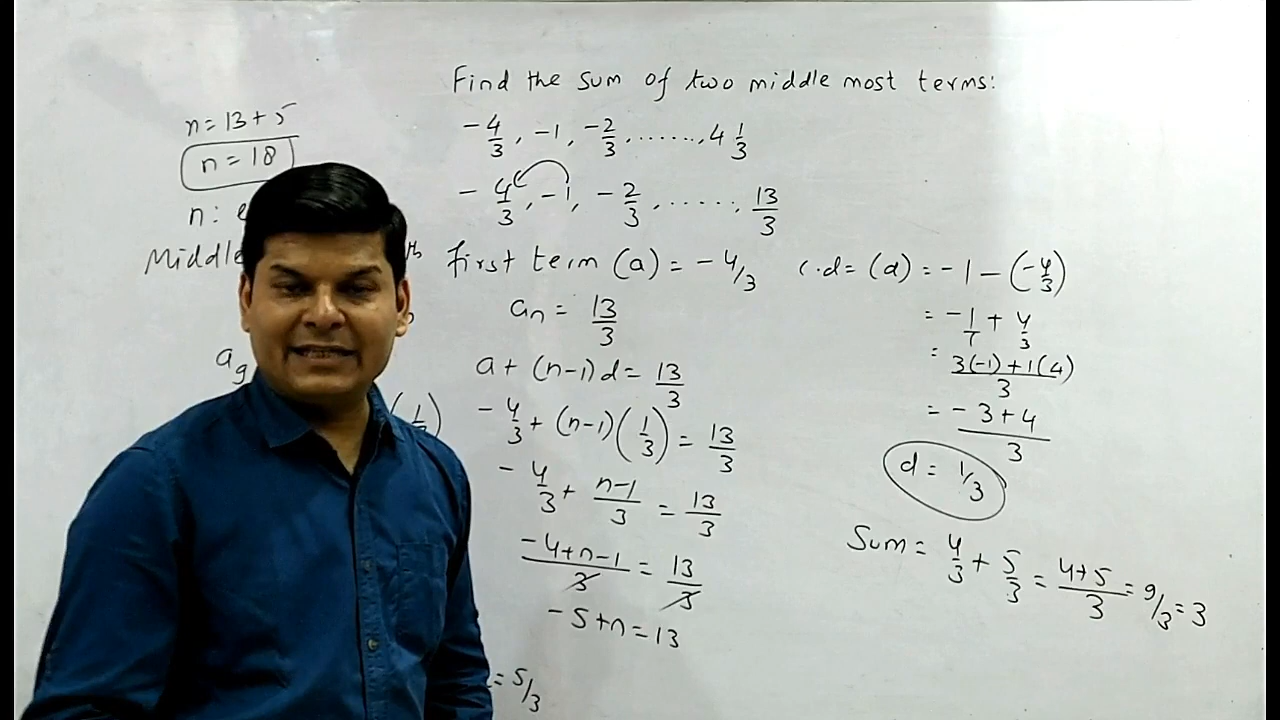 Find the sum of two middle most terms:
-4/3, -1, -2/3, ......, 4 1/3
-4/3, -1, -2/3, ......, 13/3
n = 13 + 5
n = 18
n:
Middle
a9
First term (a) = -4/3
an = 13/3
a + (n-1)d = 13/3
-4/3 + (n-1)(1/3) = 13/3
-4/3 + n-1/3 = 13/3
-4+n-1/3 = 13/3
-5+n = 13
= 5/3
c.d = (d) = -1 - (-4/3)
= -1/1 + 4/3
= 3(-1)+1(4)/3
= -3+4/3
d = 1/3
Sum = 4/3 + 5/3 = 4+5/3 = 9/3 = 3